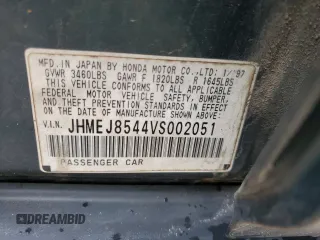 MFD. IN JAPAN BY HONDA MOTOR CO., LTD. 1/'97
GVWR 3460LBS GAWR F 1820LBS R 1645LBS
THIS VEHICLE CONFORMS TO ALL APPLICABLE
FEDERAL MOTOR VEHICLE SAFETY, BUMPER,
AND THEFT PREVENTION STANDARDS IN EFFECT ON
THE DATE OF MANUFACTURE SHOWN ABOVE.
V.I.N. JHMEJ8544VS002051
PASSENGER CAR
DREAMBID